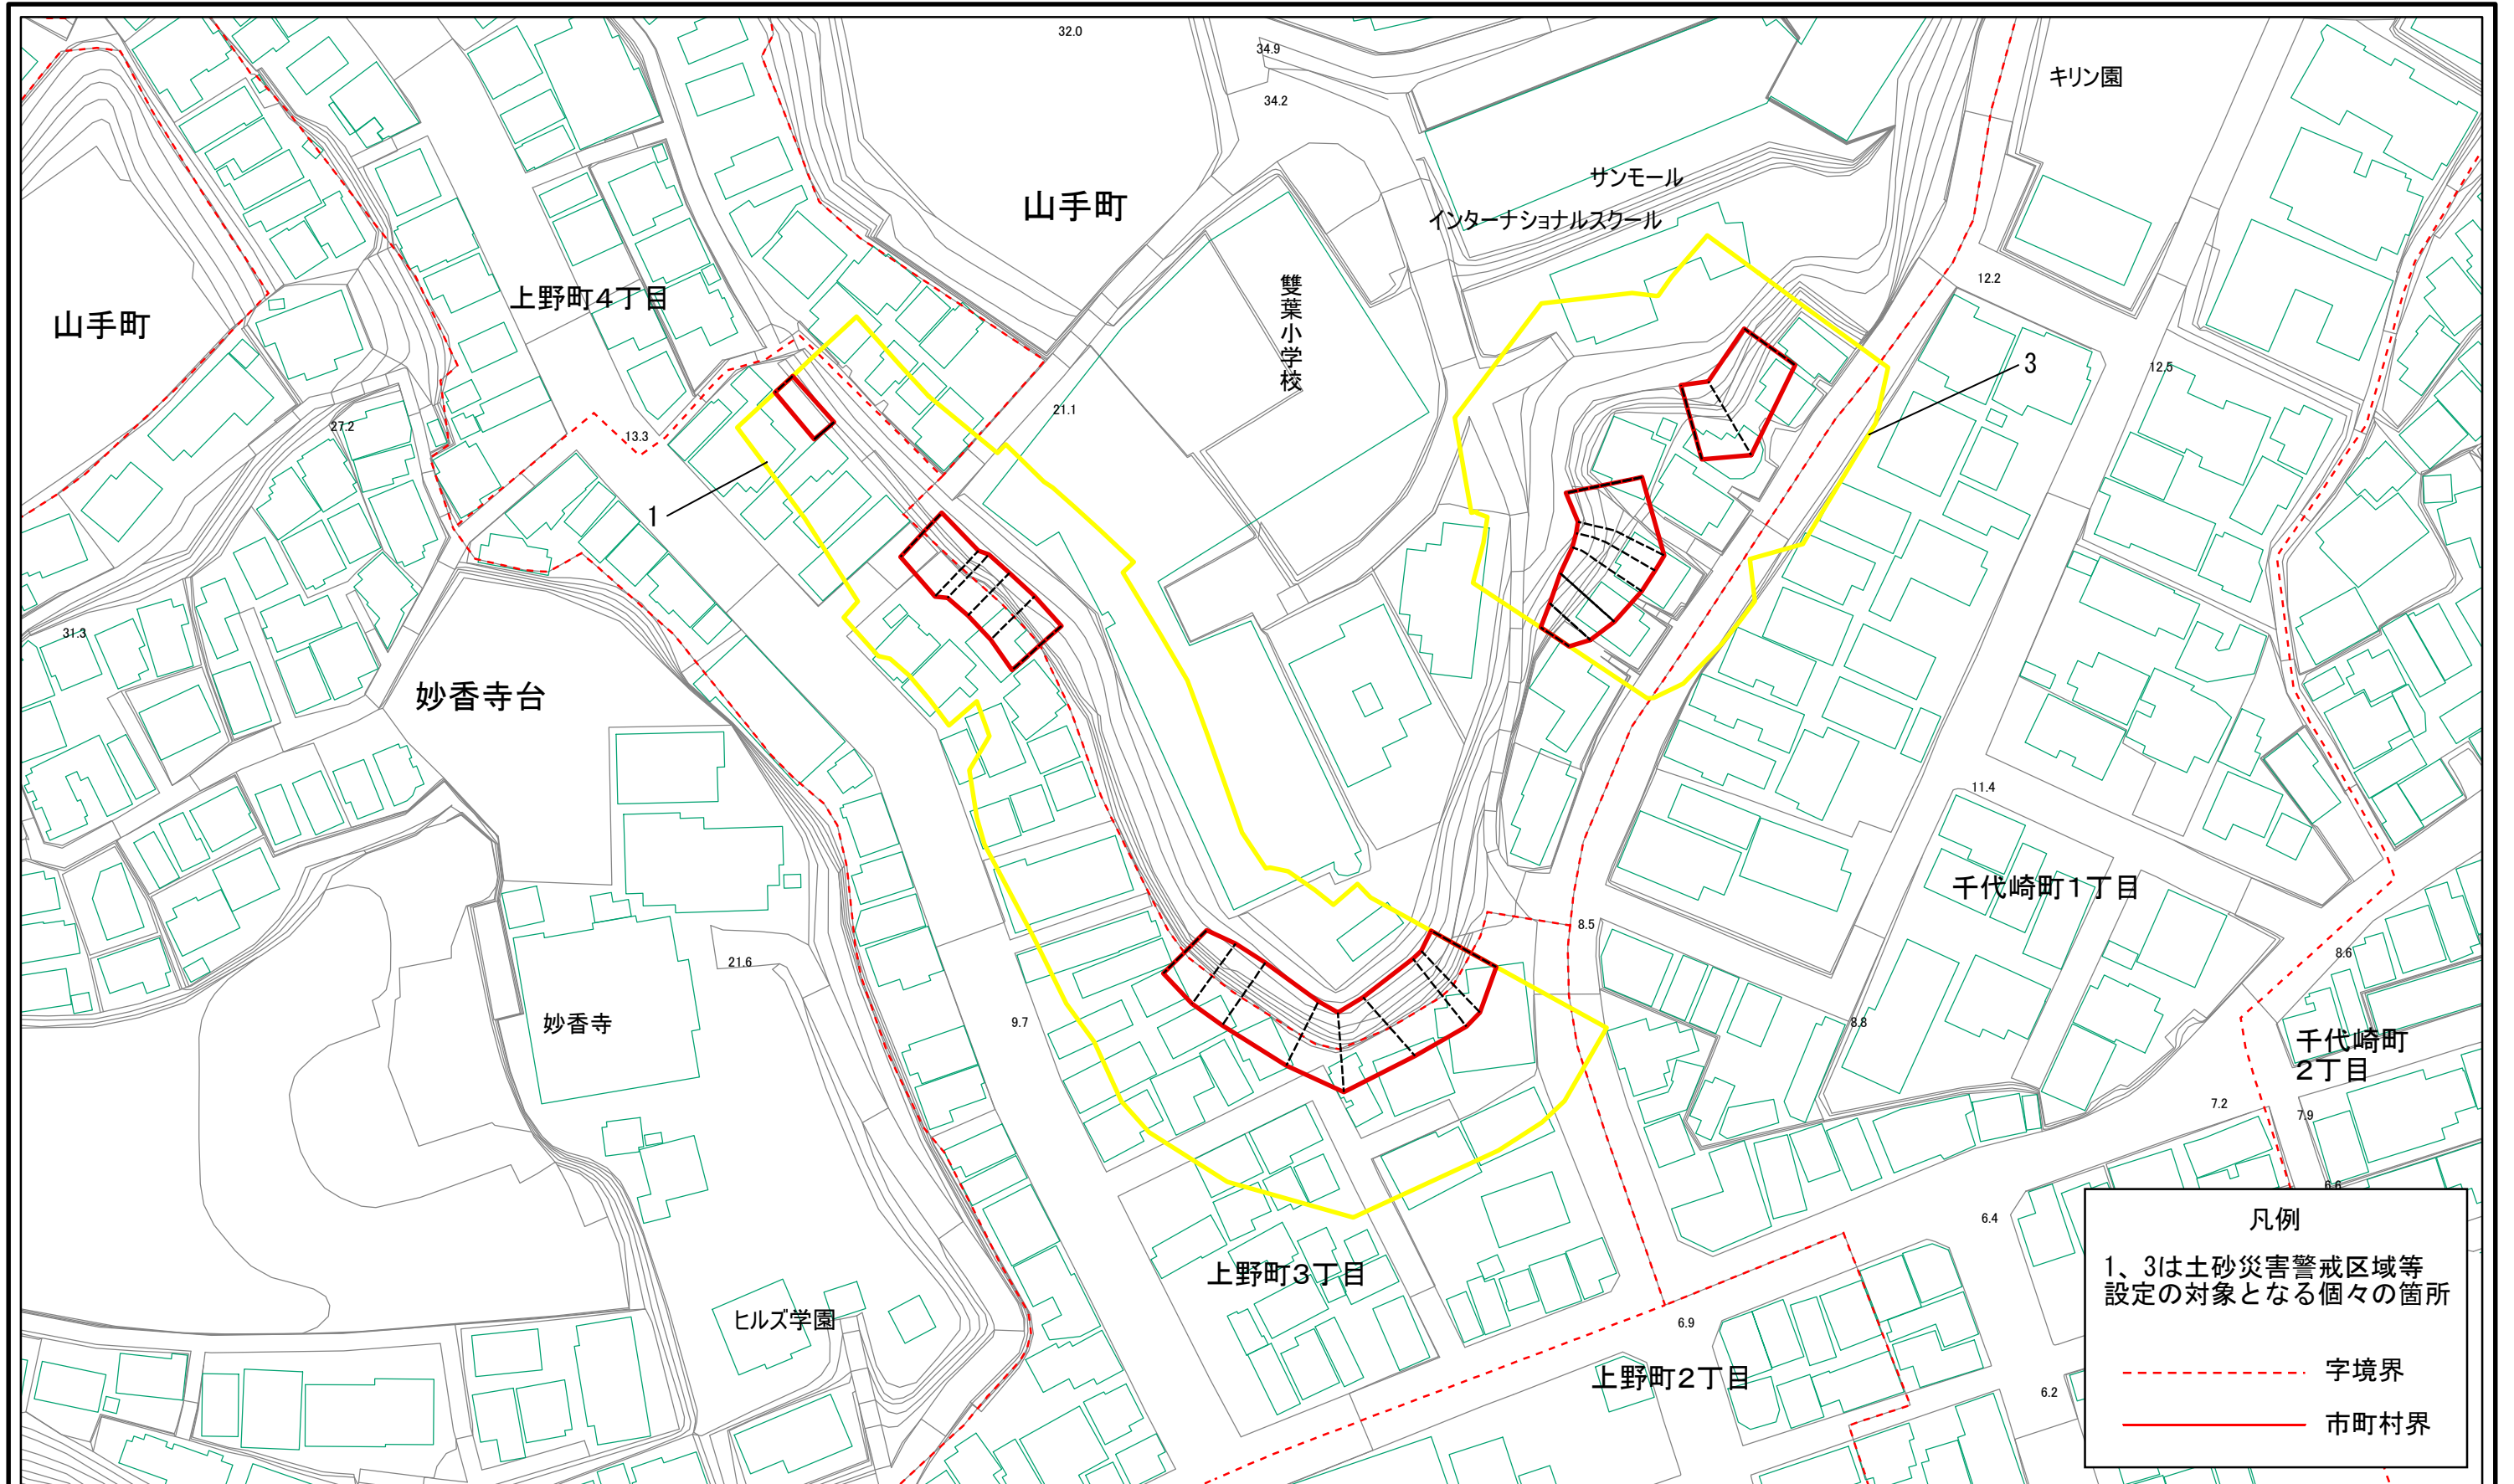 32.0
34.9
34.2
キリン園
サンモール
インターナショナルスクール
山手町
雙葉小学校
12.2
上野町4丁目
山手町
3
12.5
21.1
27.2
13.3
1
31.3
妙香寺台
11.4
千代崎町1丁目
8.5
8.6
21.6
妙香寺
9.7
8.8
千代崎町
2丁目
7.2
7.9
6.6
6.4
上野町3丁目
ヒルズ学園
6.9
上野町2丁目
6.2
凡例
1、3は土砂災害警戒区域等
設定の対象となる個々の箇所
字境界
市町村界